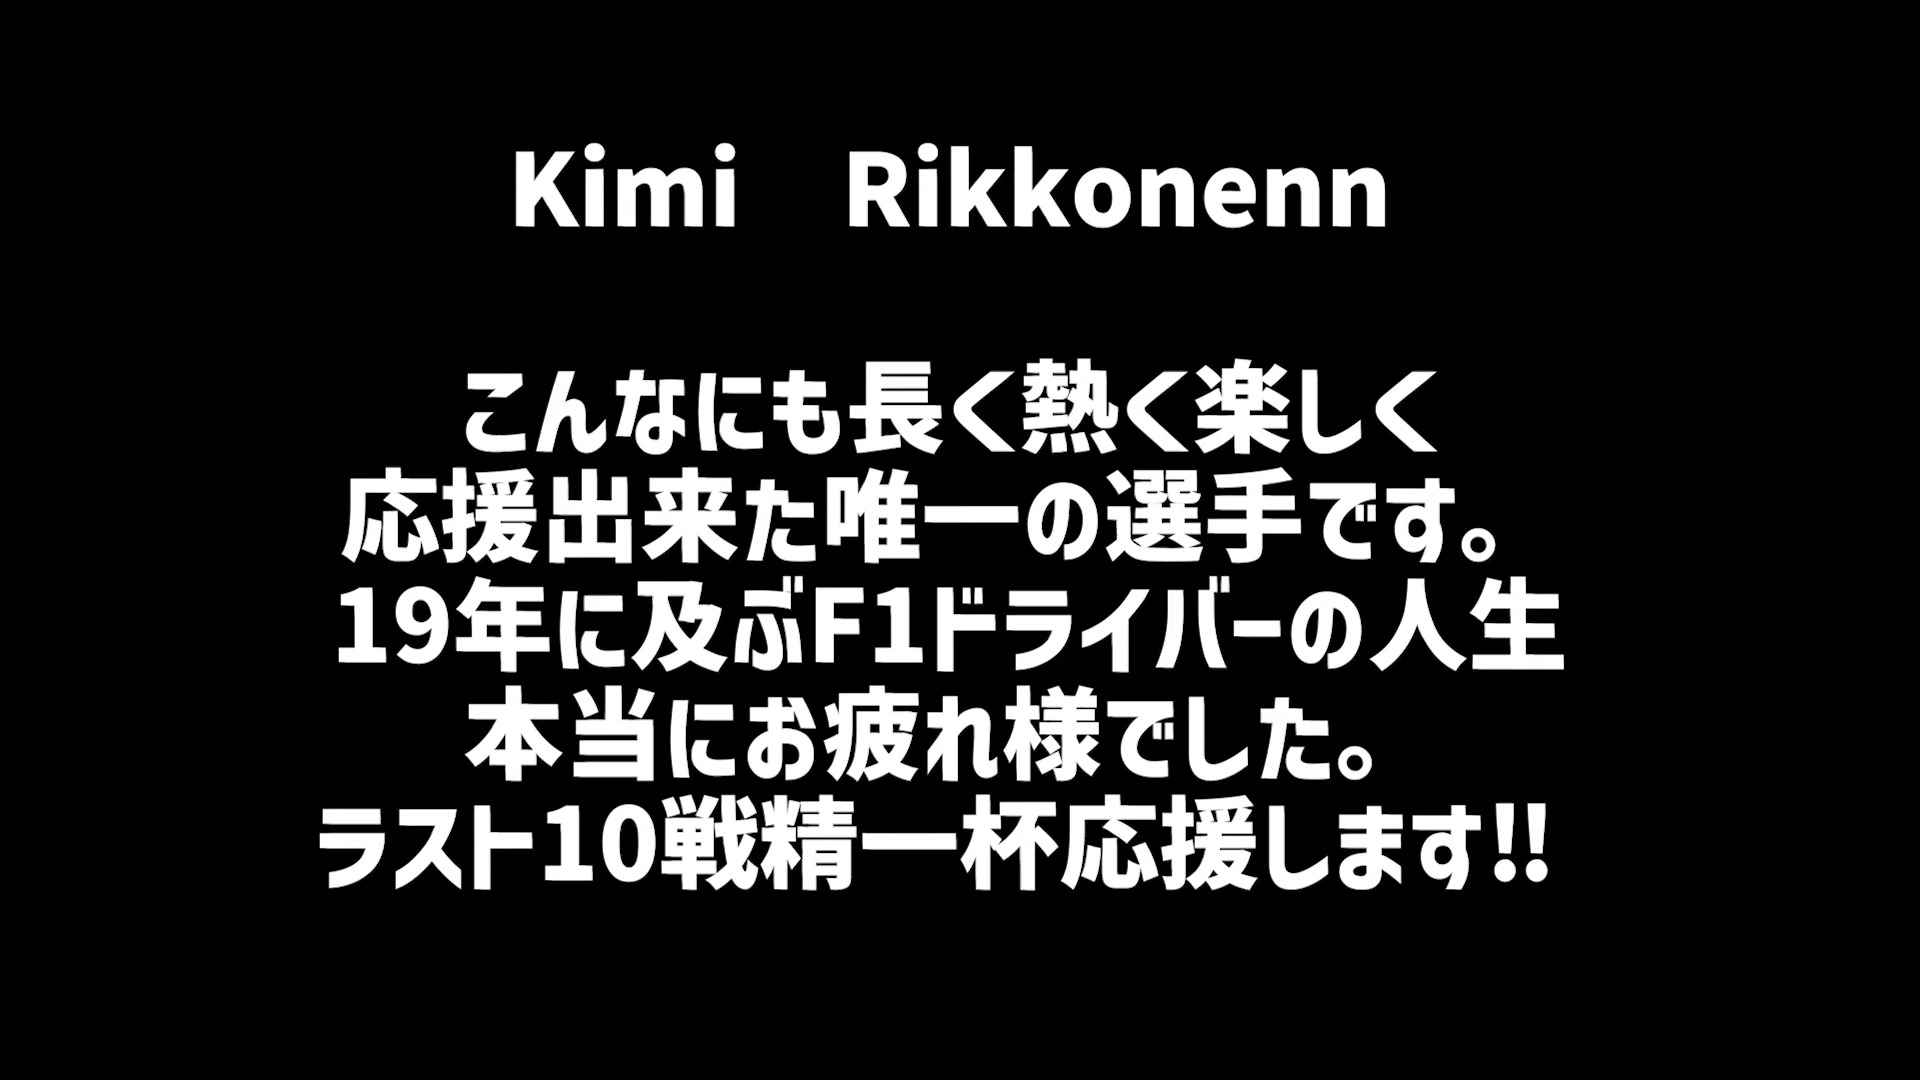 Kimi　Rikkonenn
こんなにも長く熱く楽しく
応援出来た唯一の選手です。
19年に及ぶF1ドライバーの人生
本当にお疲れ様でした。
ラスト10戦精一杯応援します!!